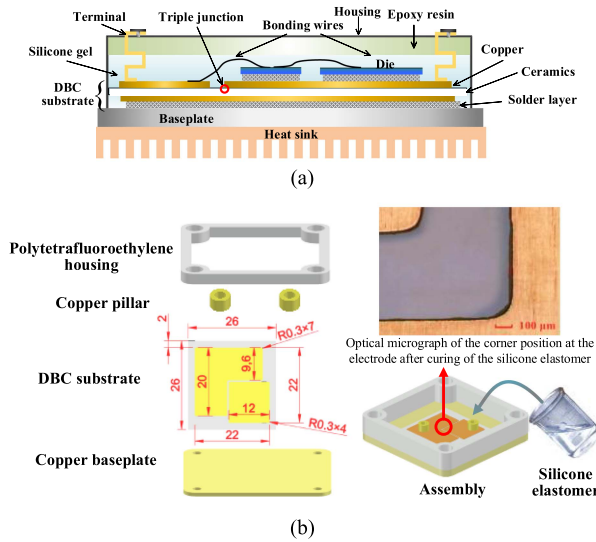 Terminal
Triple junction
Bonding wires
Housing
Epoxy resin
Silicone gel
Die
Copper
Ceramics
DBC
substrate
Solder layer
Baseplate
Heat sink
(a)
Polytetrafluoroethylene
housing
Copper pillar
2
26
R0.3×7
DBC substrate
26
20
9,6
22
12
22
R0.3×4
Copper baseplate
100 μm
Optical micrograph of the corner position at the
electrode after curing of the silicone elastomer
Assembly
Silicone
elastomer
(b)